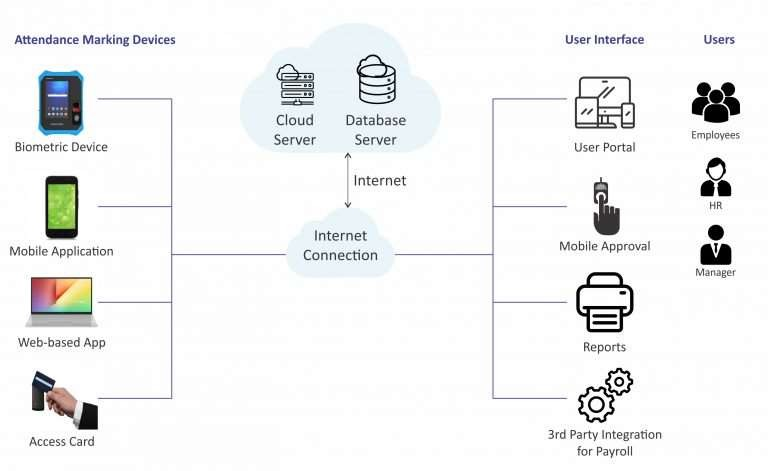 Attendance Marking Devices
Biometric Device
Mobile Application
Web-based App
Access Card
Cloud
Server
Database
Server
Internet
Internet
Connection
User Interface
User Portal
Mobile Approval
Reports
3rd Party Integration
for Payroll
Users
Employees
HR
Manager